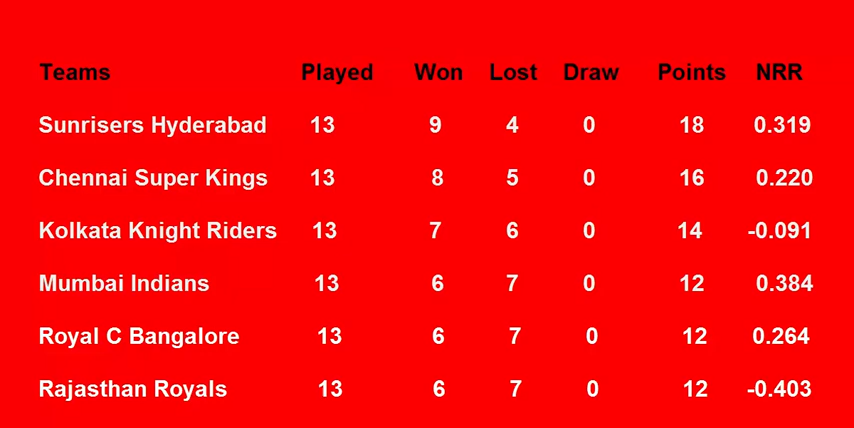 Teams Played Won Lost Draw Points NRR
Sunrisers Hyderabad 13 9 4 0 18 0.319
Chennai Super Kings 13 8 5 0 16 0.220
Kolkata Knight Riders 13 7 6 0 14 -0.091
Mumbai Indians 13 6 7 0 12 0.384
Royal C Bangalore 13 6 7 0 12 0.264
Rajasthan Royals 13 6 7 0 12 -0.403